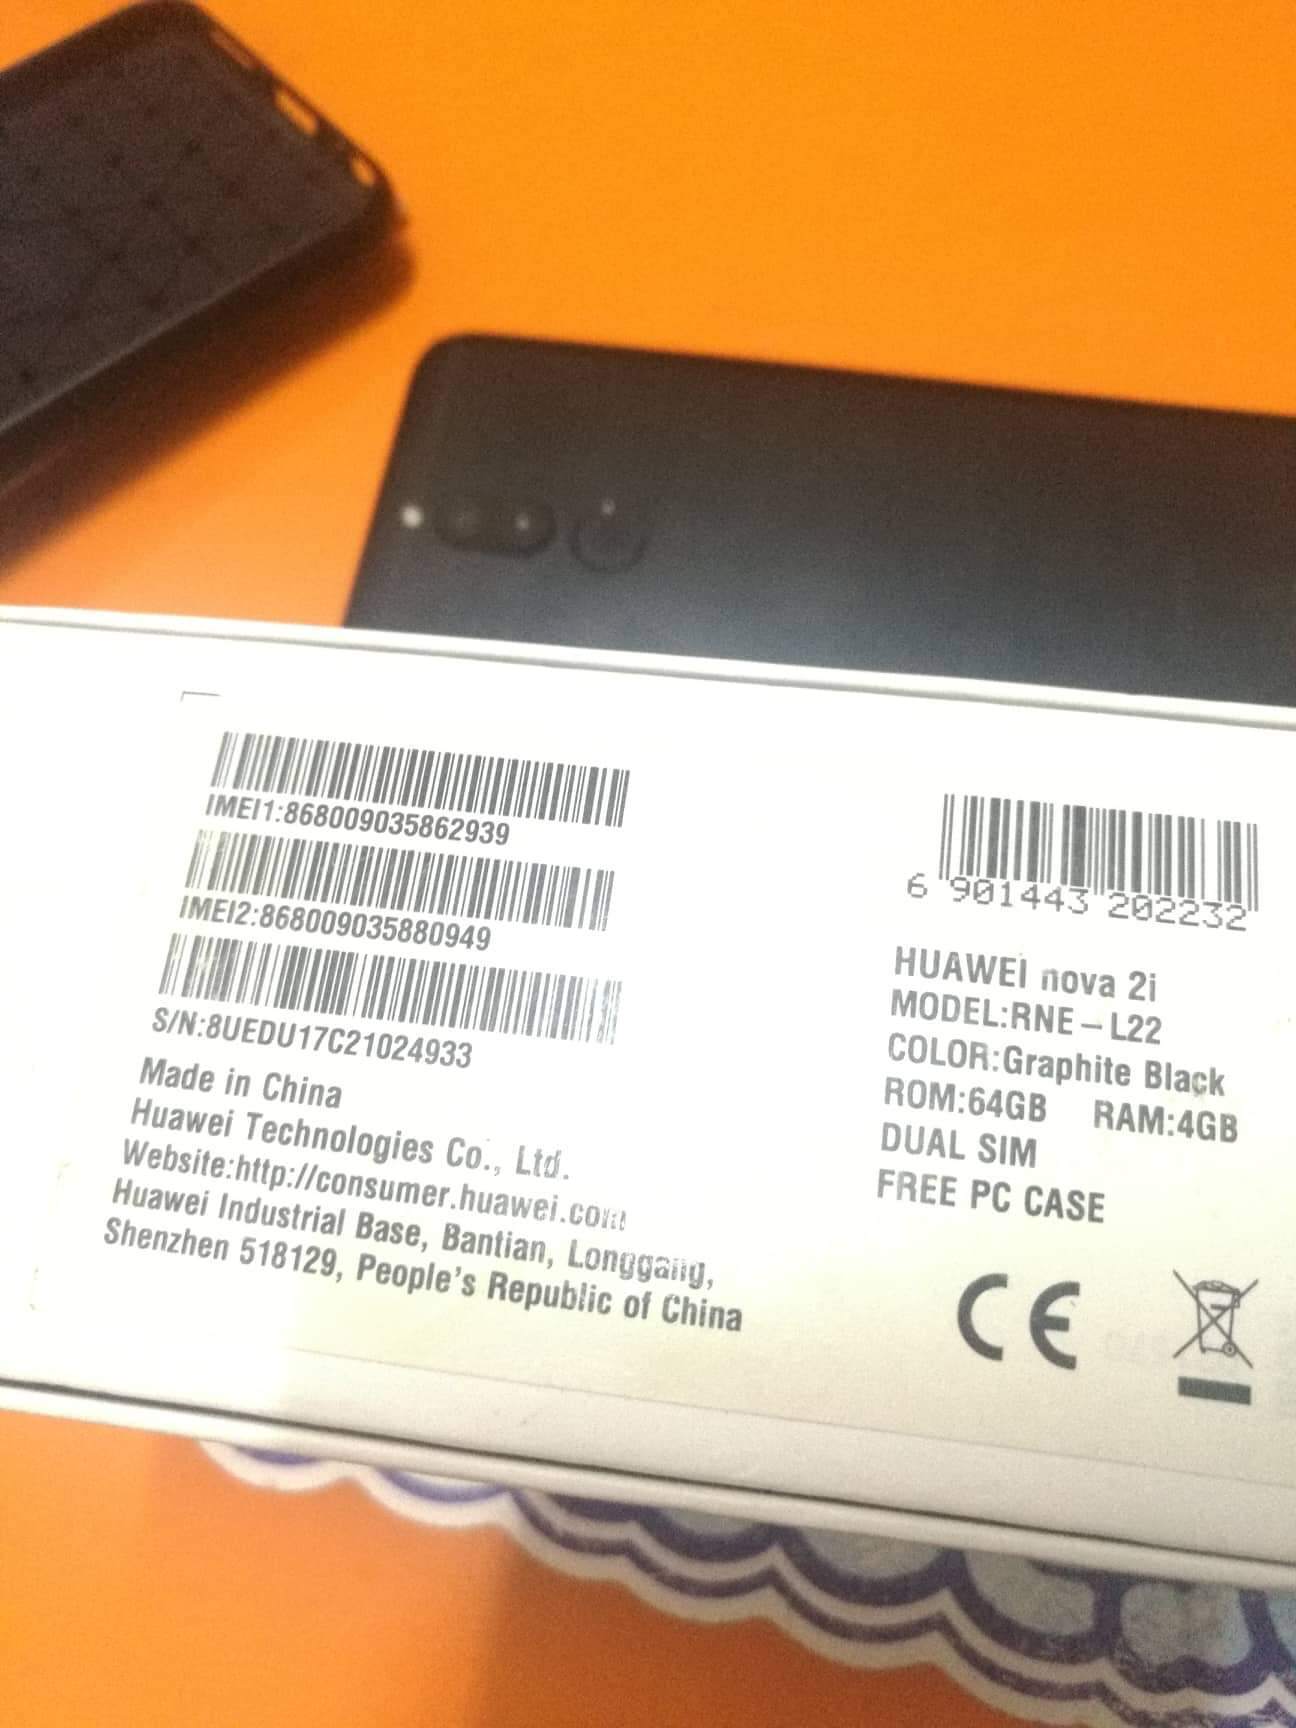 IMEI1:868009035862939
IMEI2:868009035880949
S/N:8UEDU17C21024933
Made in China
Huawei Technologies Co., Ltd.
Website:http://consumer.huawei.com
Huawei Industrial Base, Bantian, Longgang,
Shenzhen 518129, People's Republic of China
6 901443 202232
HUAWEI nova 2i
MODEL:RNE-L22
COLOR:Graphite Black
ROM:64GB RAM:4GB
DUAL SIM
FREE PC CASE
CE